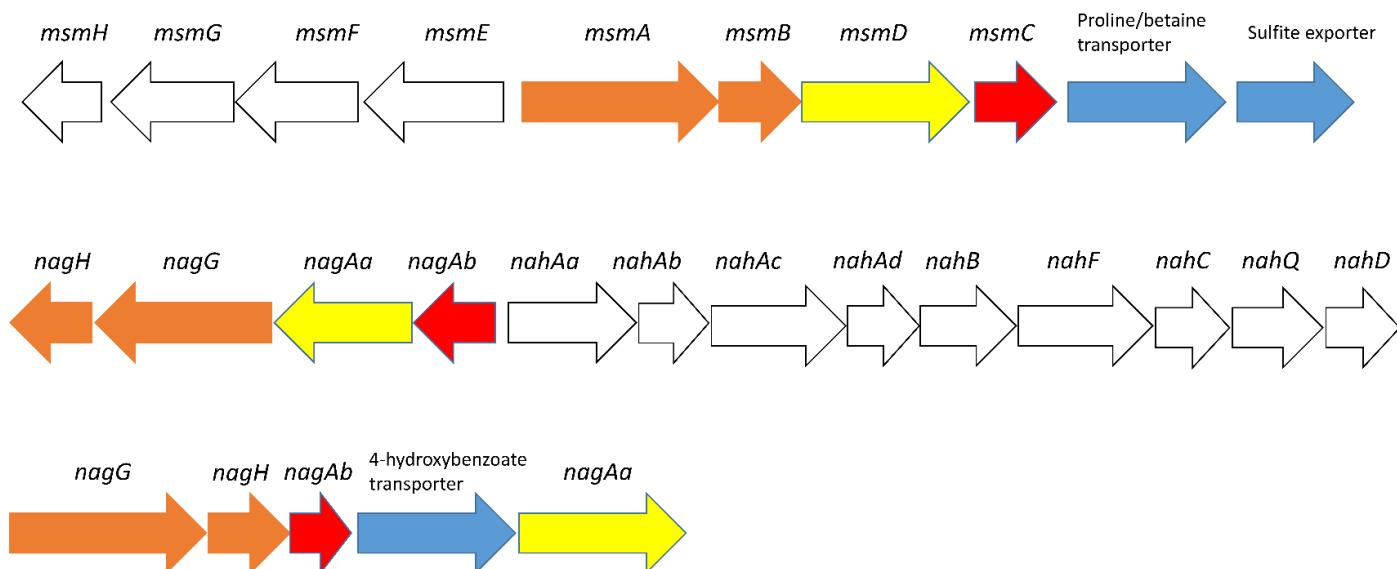 msmH msmG msmF msmE msmA msmB msmD msmC Proline/betaine transporter Sulfite exporter
nagH nagG nagAa nagAb nahAa nahAb nahAc nahAd nahB nahF nahC nahQ nahD
nagG nagH nagAb 4-hydroxybenzoate transporter nagAa